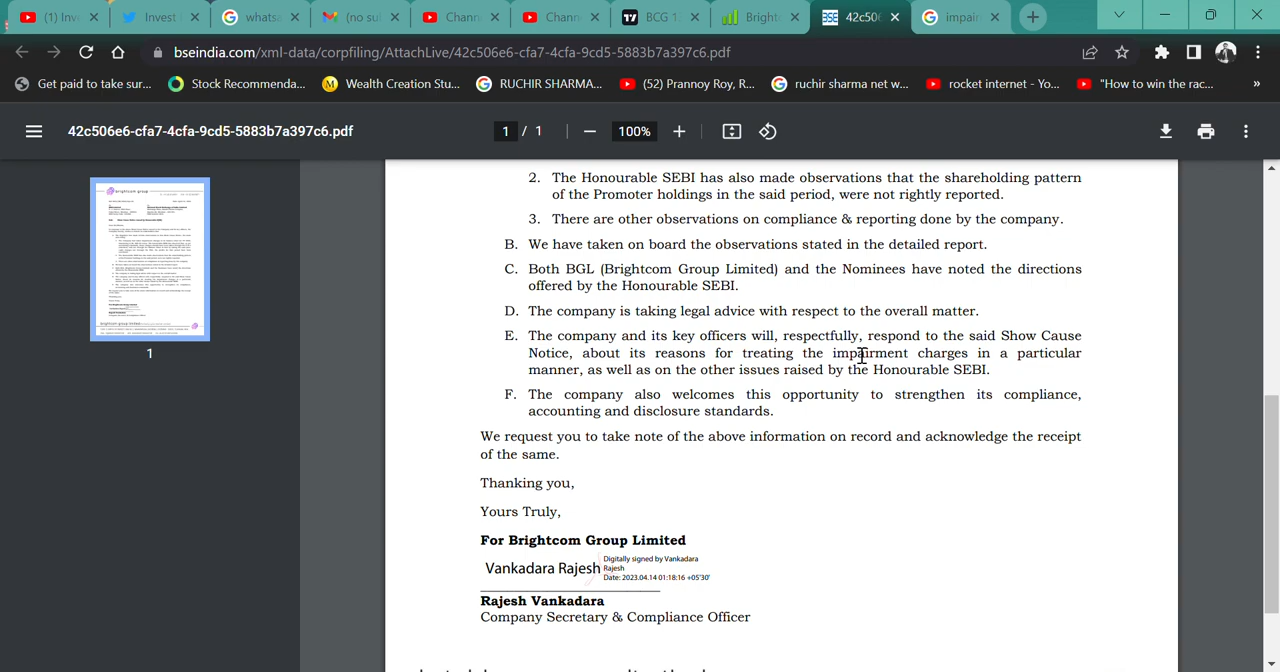 (1) Inve
Invest
whatsa
(no su
Chann
Chann
BCG 1
Bright
BSE 42c506
impair
bseindia.com/xml-data/corpfiling/AttachLive/42c506e6-cfa7-4cfa-9cd5-5883b7a397c6.pdf
Get paid to take sur...
Stock Recommenda...
Wealth Creation Stu...
RUCHIR SHARMA...
(52) Prannoy Roy, R...
ruchir sharma net w...
rocket internet - Yo...
"How to win the rac...
»
42c506e6-cfa7-4cfa-9cd5-5883b7a397c6.pdf
1 / 1
100%
2. The Honourable SEBI has also made observations that the shareholding pattern
of the Promoter holdings in the said period, were not rightly reported.
3. There are other observations on compliance reporting done by the company.
B. We have taken on board the observations stated in the detailed report.
C. Both BGL (Brightcom Group Limited) and the Noticees have noted the directions
offered by the Honourable SEBI.
D. The company is taking legal advice with respect to the overall matter.
E. The company and its key officers will, respectfully, respond to the said Show Cause
Notice, about its reasons for treating the impairment charges in a particular
manner, as well as on the other issues raised by the Honourable SEBI.
F. The company also welcomes this opportunity to strengthen its compliance,
accounting and disclosure standards.
We request you to take note of the above information on record and acknowledge the receipt
of the same.
Thanking you,
Yours Truly,
For Brightcom Group Limited
Vankadara Rajesh
Digitally signed by Vankadara
Rajesh
Date: 2023.04.14 01:18:16 +05'30'
Rajesh Vankadara
Company Secretary & Compliance Officer
1